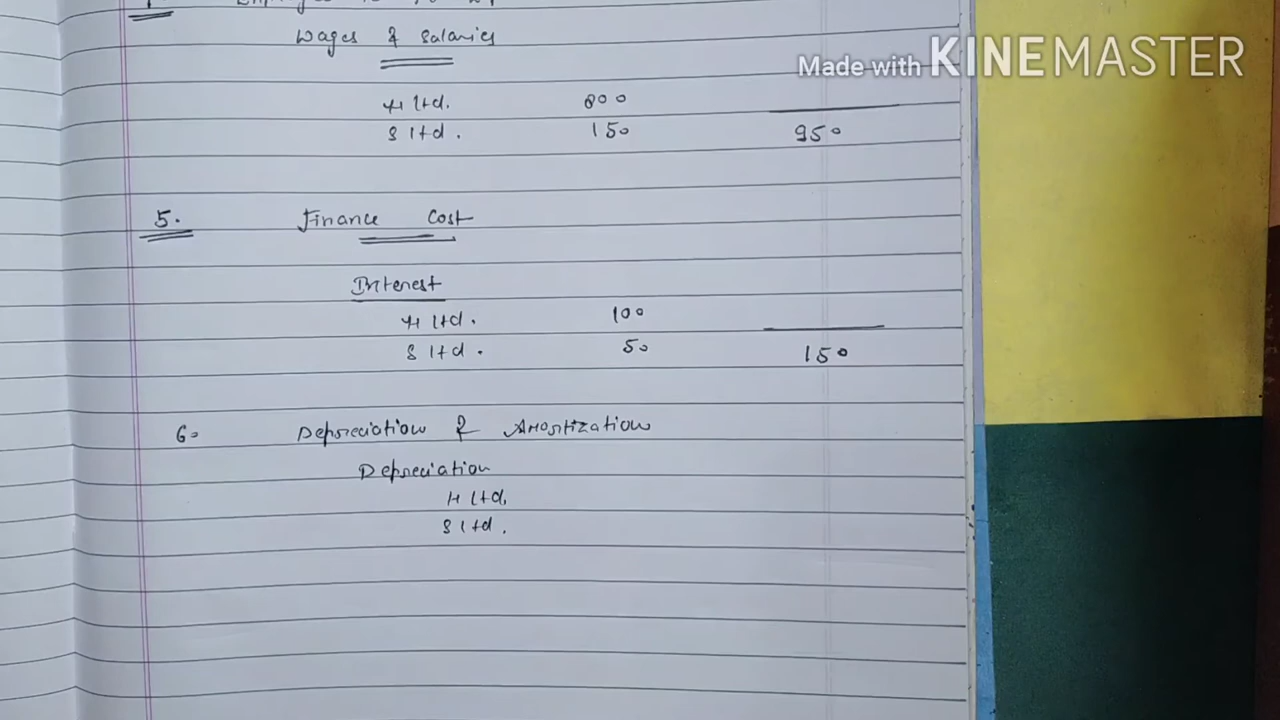 Wages & Salaries
Made with KINEMASTER
H ltd. 800
S ltd. 150 950
5. Finance Cost
Interest
H ltd. 100
S ltd. 50 150
6. Depreciation & Amortization
Depreciation
H Ltd.
S Ltd.